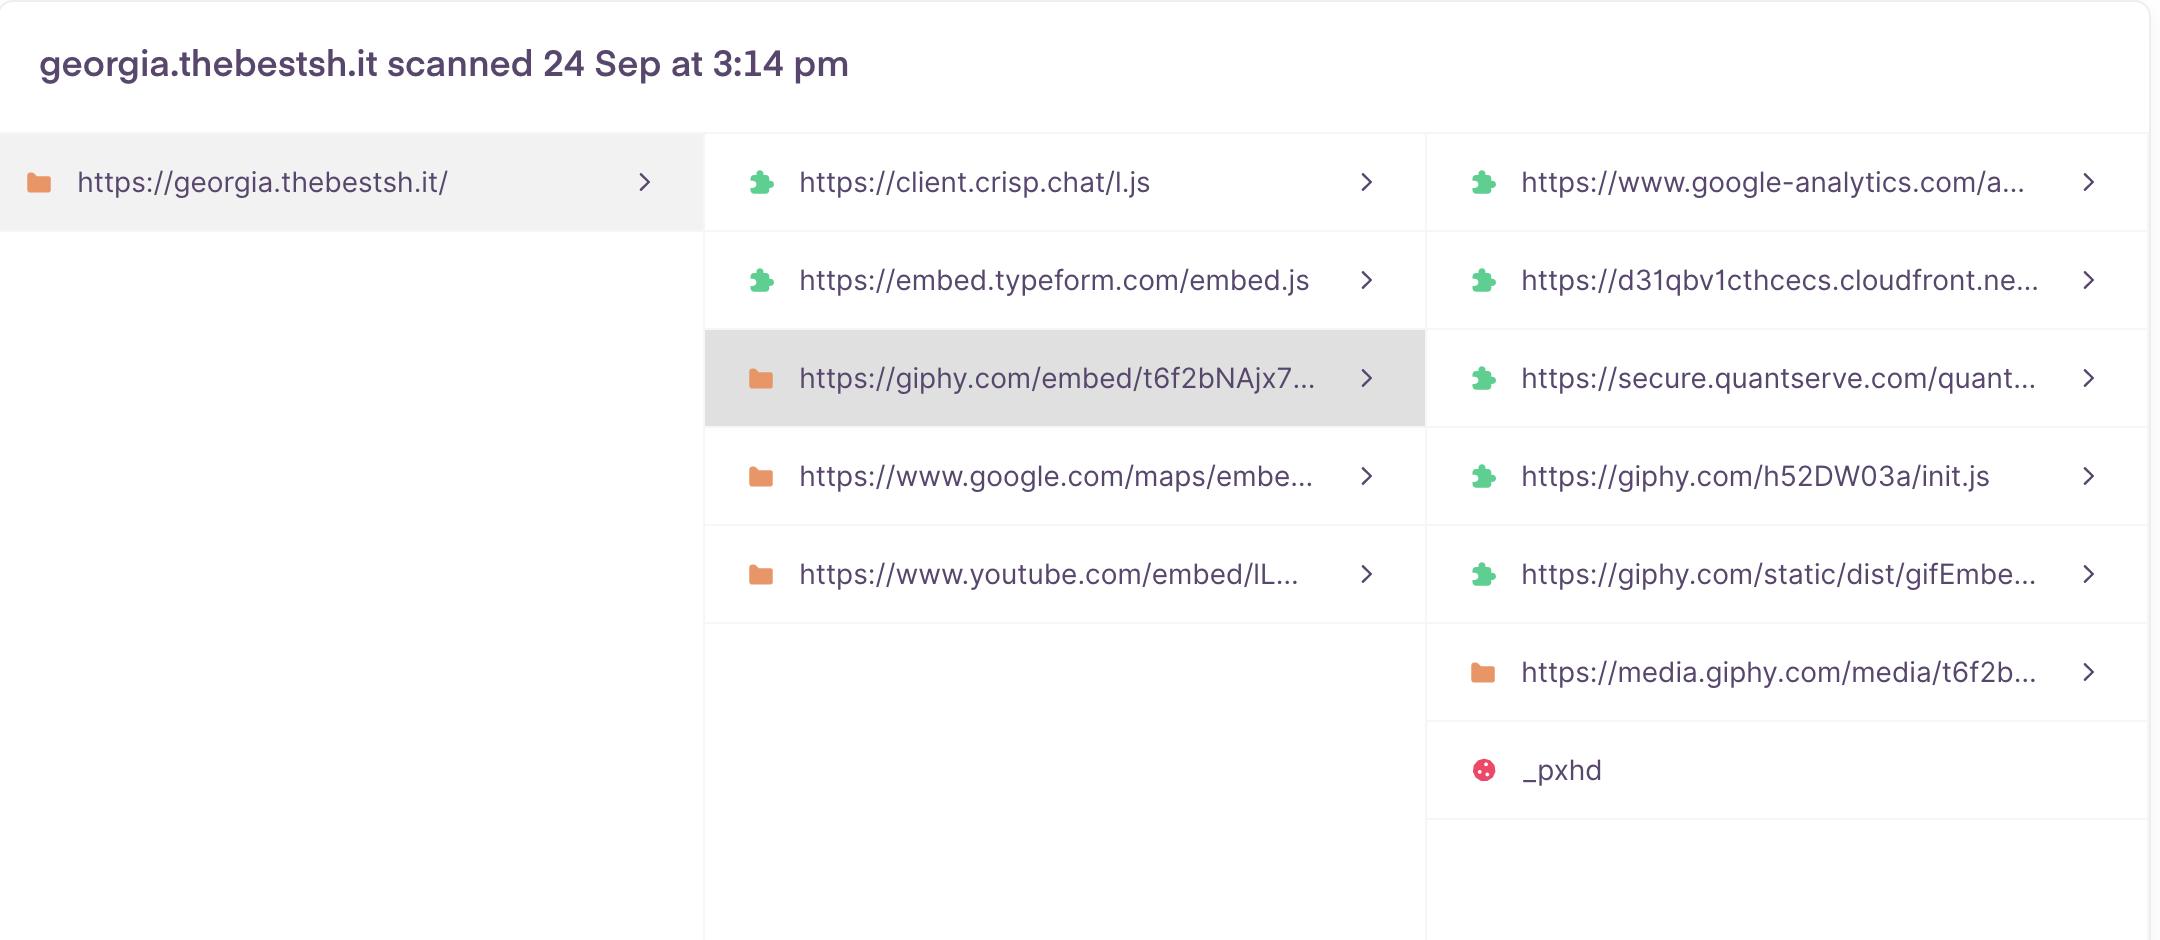 georgia.thebestsh.it scanned 24 Sep at 3:14 pm
https://georgia.thebestsh.it/
https://client.crisp.chat/l.js
https://embed.typeform.com/embed.js
https://giphy.com/embed/t6f2bNAjx7...
https://www.google.com/maps/embe...
https://www.youtube.com/embed/lL...
https://www.google-analytics.com/a...
https://d31qbv1cthcecs.cloudfront.ne...
https://secure.quantserve.com/quant...
https://giphy.com/h52DW03a/init.js
https://giphy.com/static/dist/gifEmbe...
https://media.giphy.com/media/t6f2b...
_pxhd